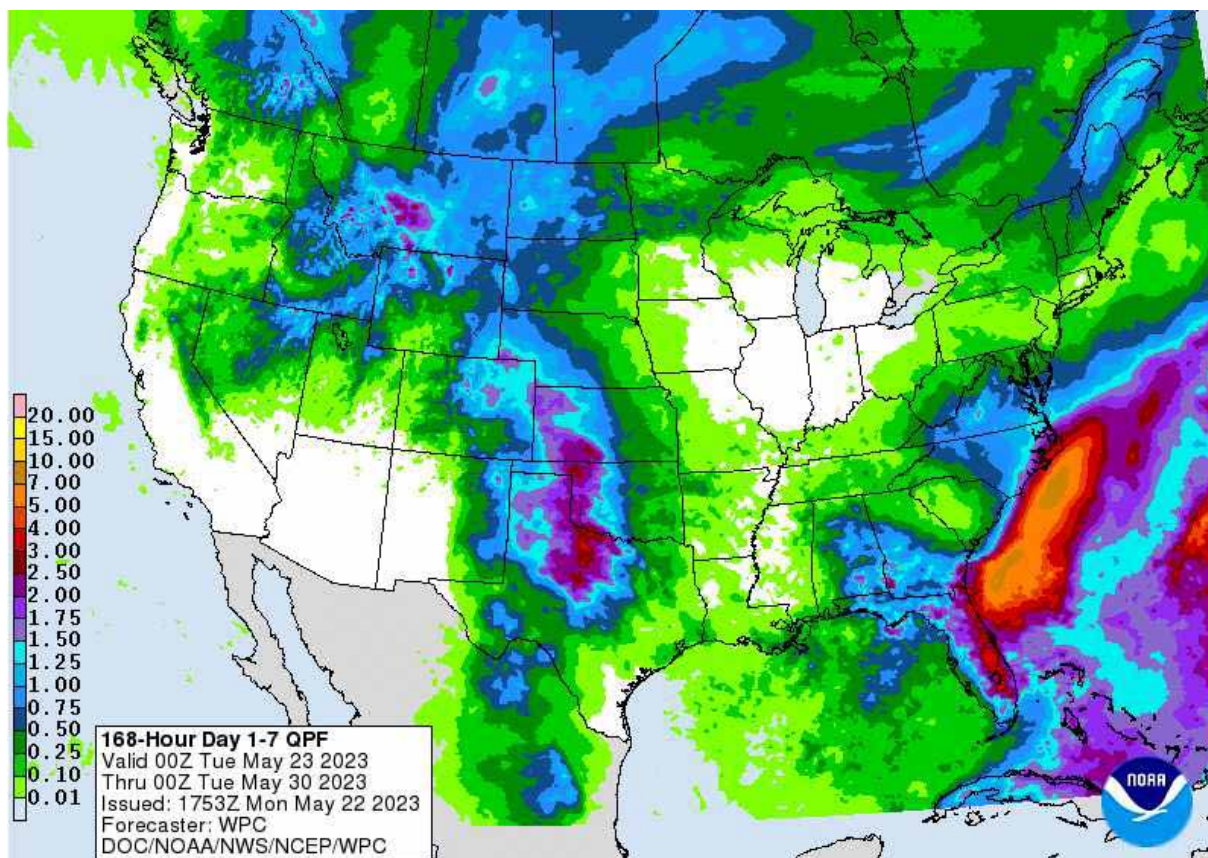 20.00
15.00
10.00
7.00
5.00
4.00
3.00
2.50
2.00
1.75
1.50
1.25
1.00
0.75
0.50
0.25
0.10
0.01
168-Hour Day 1-7 QPF
Valid 00Z Tue May 23 2023
Thru 00Z Tue May 30 2023
Issued: 1753Z Mon May 22 2023
Forecaster: WPC
DOC/NOAA/NWS/NCEP/WPC
NOAA